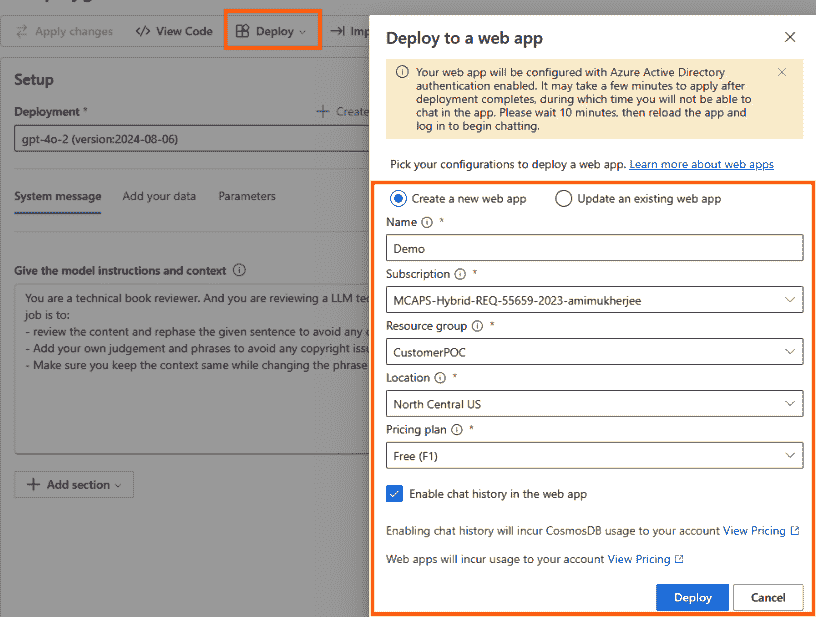 Apply changes
</> View Code
Deploy
Setup
Deployment *
Create
gpt-4o-2 (version:2024-08-06)
System message
Add your data
Parameters
Give the model instructions and context
You are a technical book reviewer. And you are reviewing a LLM
job is to:
- review the content and rephase the given sentence to avoid any
- Add your own judgement and phrases to avoid any copyright
- Make sure you keep the context same while changing the phrase
Add section
Deploy to a web app
Your web app will be configured with Azure Active Directory
authentication enabled. It may take a few minutes to apply after
deployment completes, during which time you will not be able to
chat in the app. Please wait 10 minutes, then reload the app and
log in to begin chatting.
Pick your configurations to deploy a web app. Learn more about web apps
Create a new web app
Update an existing web app
Name *
Demo
Subscription *
MCAPS-Hybrid-REQ-55659-2023-amimukherjee
Resource group *
CustomerPOC
Location *
North Central US
Pricing plan *
Free (F1)
Enable chat history in the web app
Enabling chat history will incur CosmosDB usage to your account View Pricing
Web apps will incur usage to your account View Pricing
Deploy
Cancel